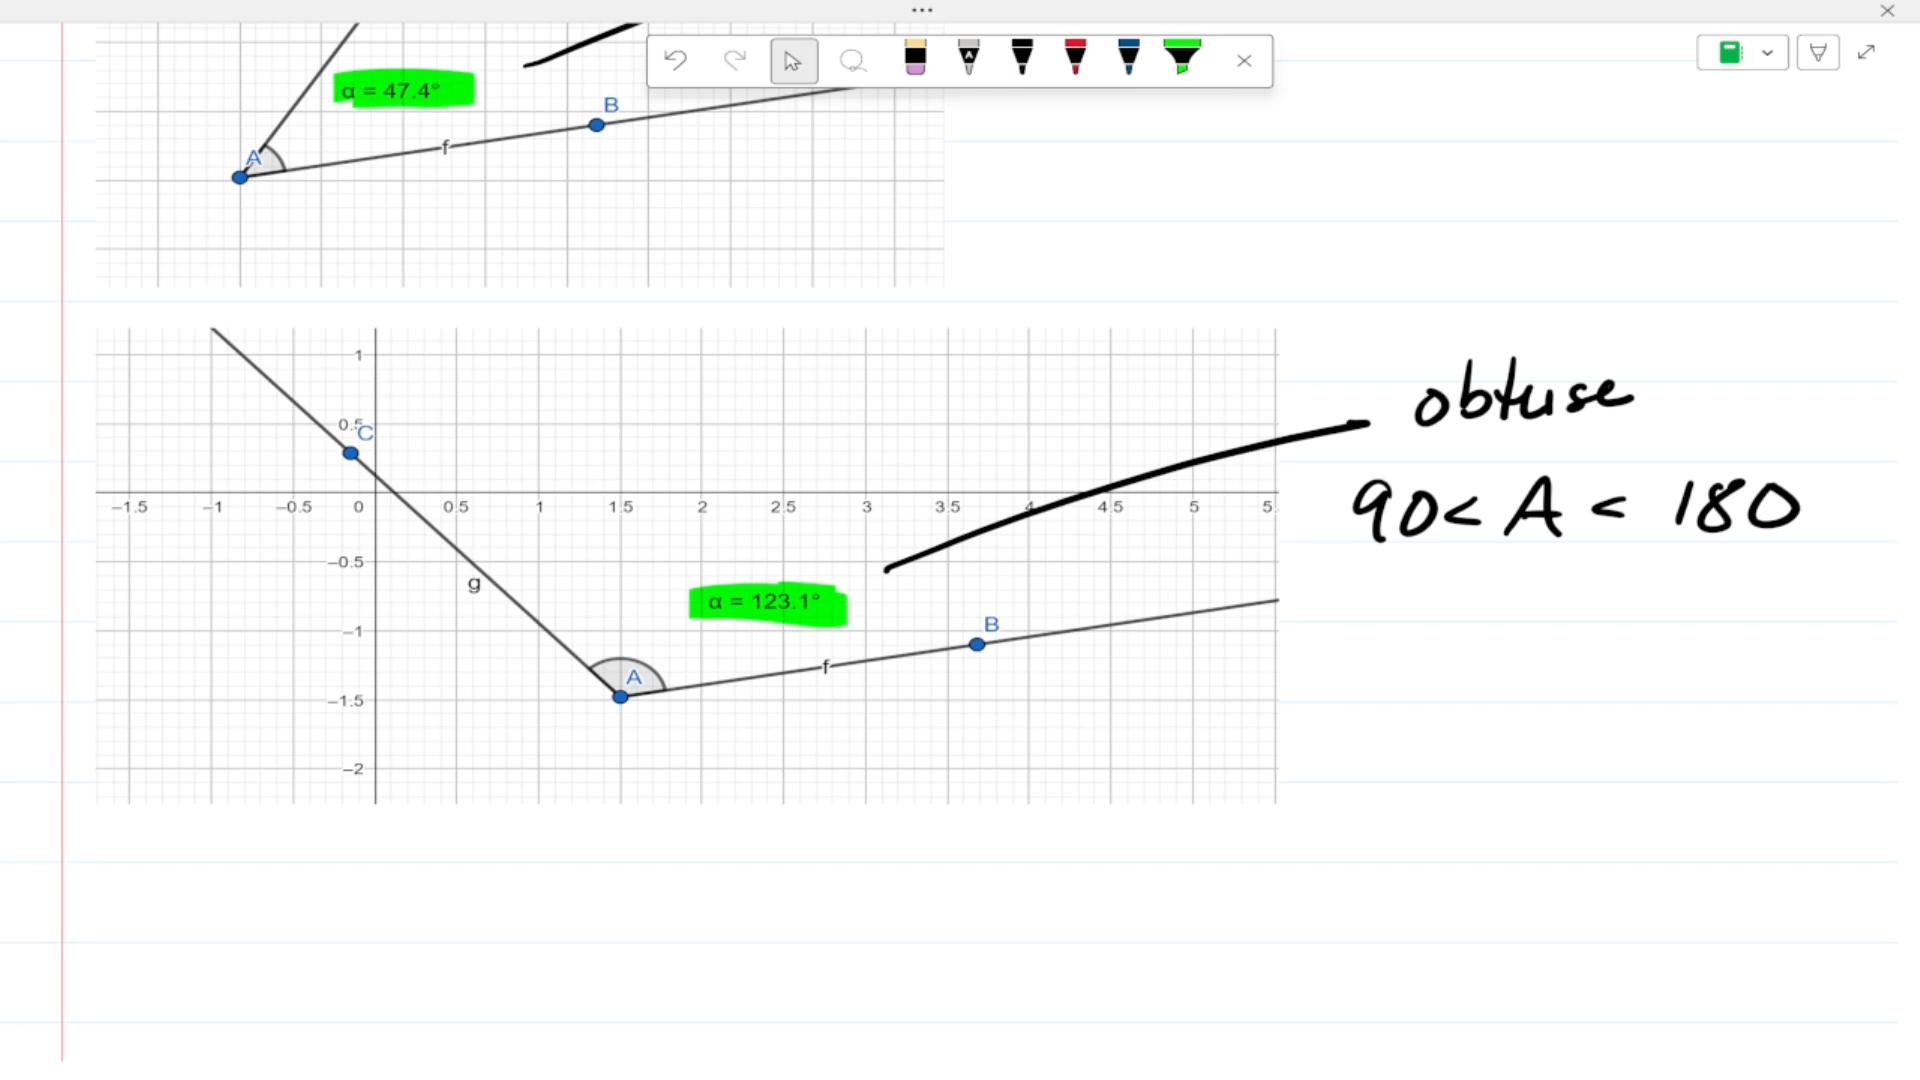 α = 47.4°
B
A
f
1
obtuse
0.5
C
90 < A < 180
−1.5 −1 −0.5 0 0.5 1 1.5 2 2.5 3 3.5 4 4.5 5
−0.5
g
α = 123.1°
B
−1
f
A
−1.5
−2